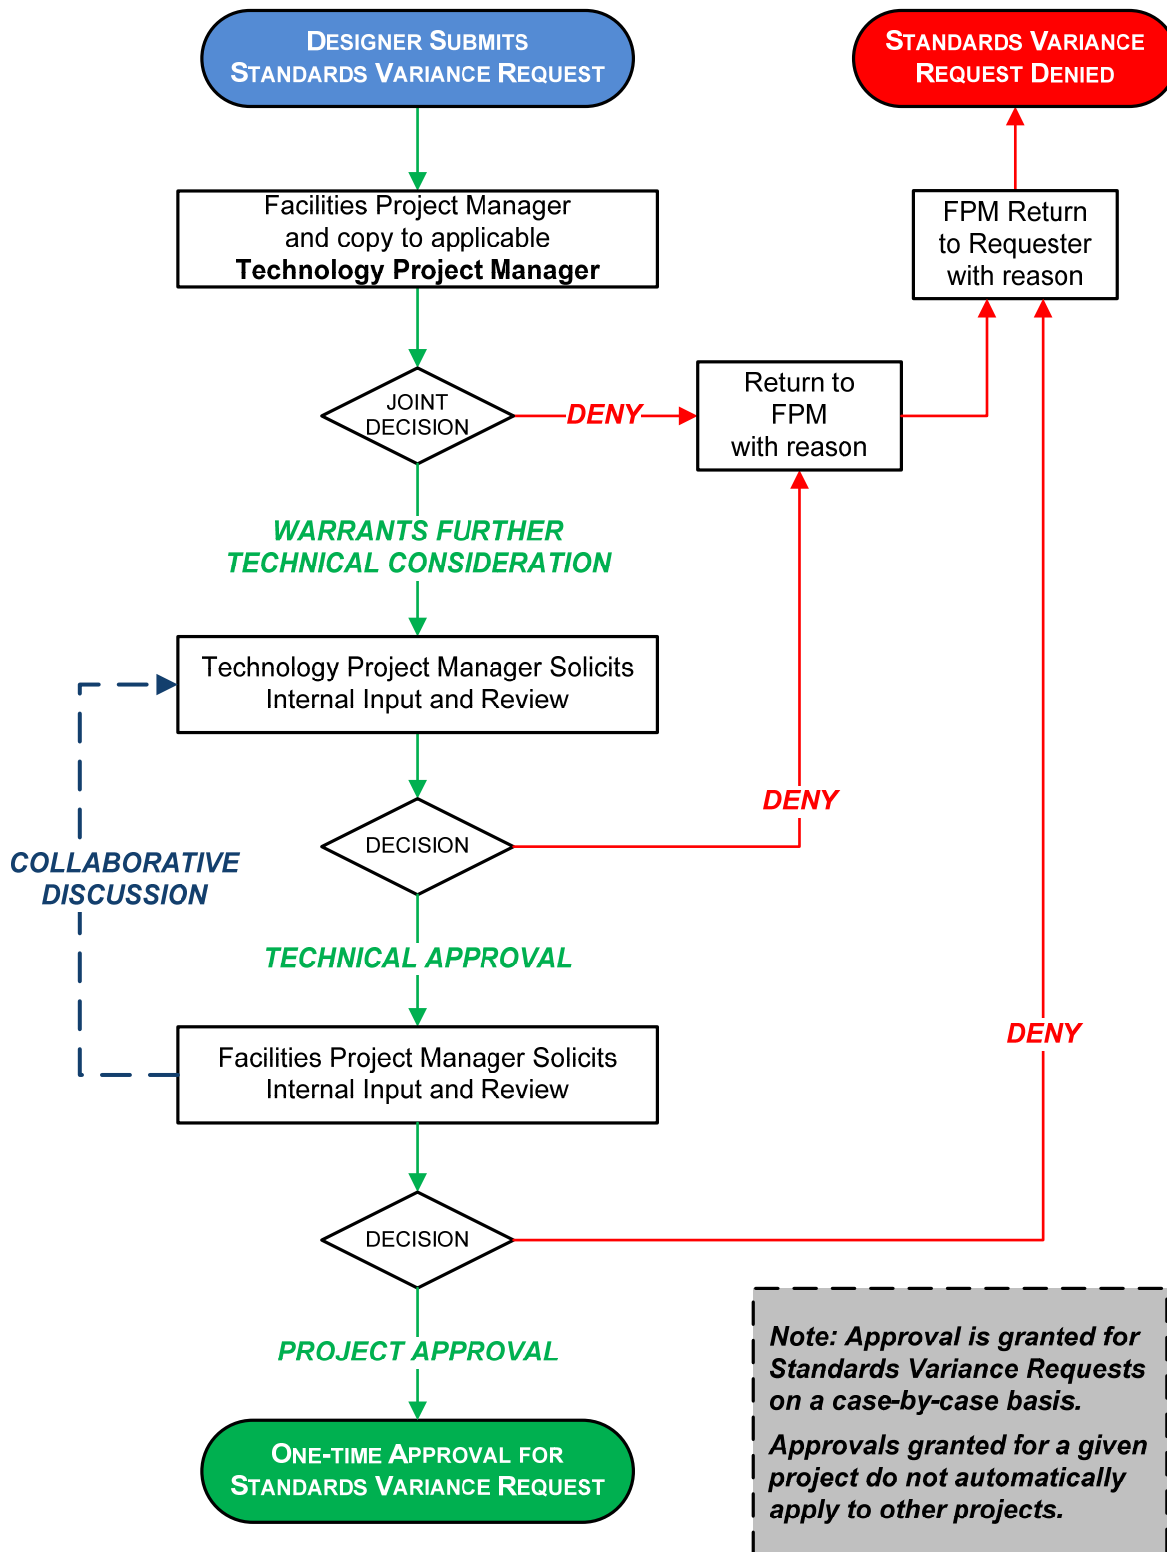 DESIGNER SUBMITS
STANDARDS VARIANCE REQUEST
STANDARDS VARIANCE
REQUEST DENIED
Facilities Project Manager
and copy to applicable
Technology Project Manager
FPM Return
to Requester
with reason
JOINT
DECISION
DENY
Return to
FPM
with reason
WARRANTS FURTHER
TECHNICAL CONSIDERATION
Technology Project Manager Solicits
Internal Input and Review
DENY
DECISION
COLLABORATIVE
DISCUSSION
TECHNICAL APPROVAL
DENY
Facilities Project Manager Solicits
Internal Input and Review
DECISION
PROJECT APPROVAL
ONE-TIME APPROVAL FOR
STANDARDS VARIANCE REQUEST
Note: Approval is granted for
Standards Variance Requests
on a case-by-case basis.
Approvals granted for a given
project do not automatically
apply to other projects.